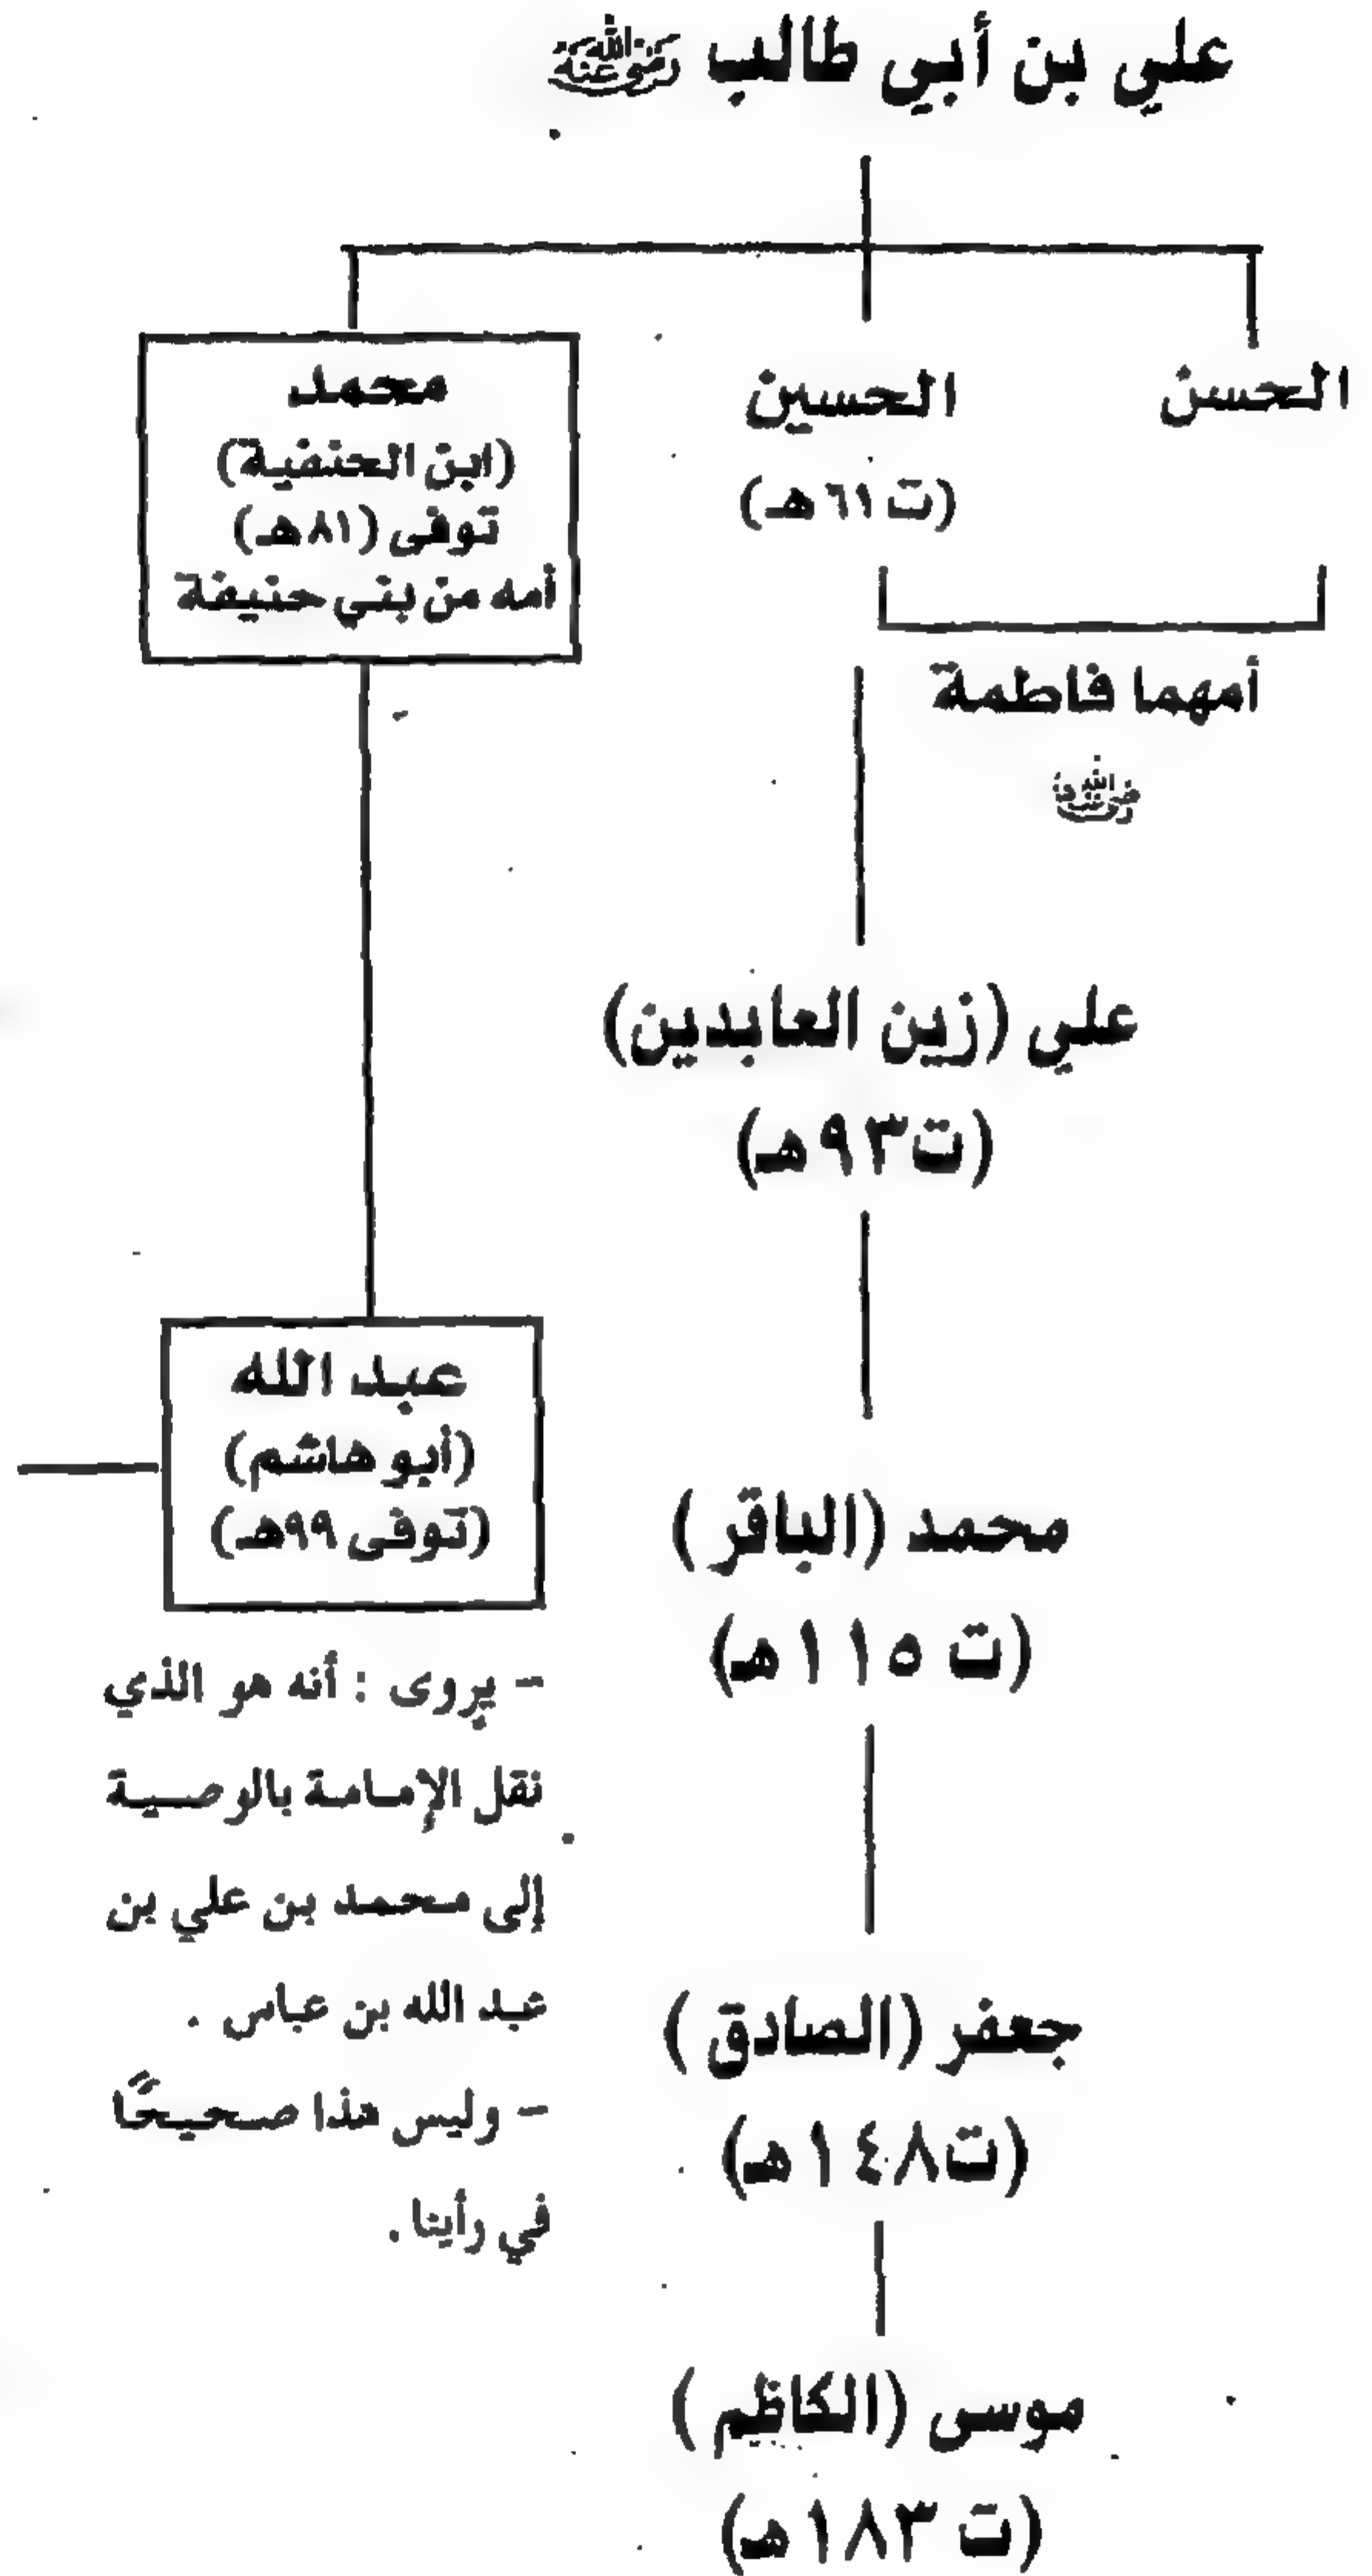 علي بن أبي طالب رضي الله عنه
الحسن
الحسين
(ت ٦١هـ)
أمهما فاطمة
محمد
(ابن الحنفية)
توفى (٨١هـ)
أمه من بني حنيفة
علي (زين العابدين)
(ت٩٣هـ)
محمد (الباقر)
(ت ١١٥هـ)
جعفر (الصادق)
(ت١٤٨هـ)
موسى (الكاظم)
(ت ١٨٣هـ)
عبد الله
(أبو هاشم)
(توفى ٩٩هـ)
- يروى : أنه هو الذي
نقل الإمامة بالوصية
إلى محمد بن علي بن
عبد الله بن عباس .
- وليس هذا صحيحًا
في رأينا .